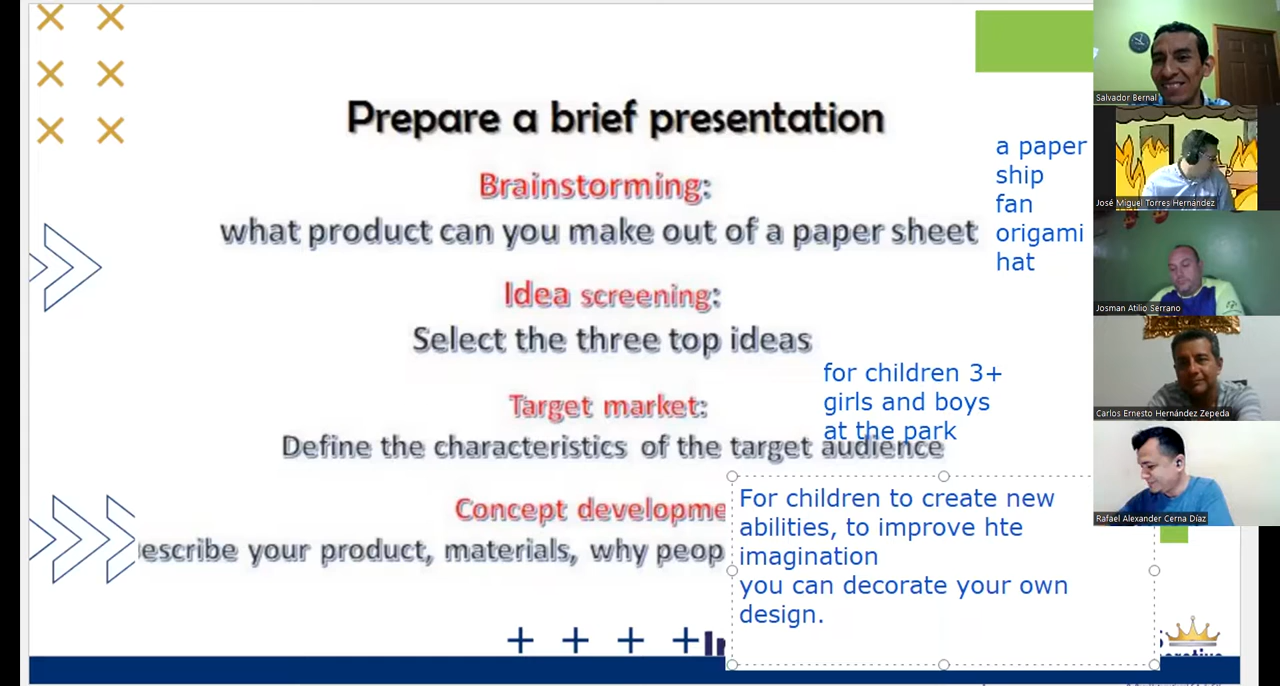 Prepare a brief presentation
Brainstorming:
what product can you make out of a paper sheet
a paper
ship
fan
origami
hat
Idea screening:
Select the three top ideas
for children 3+
girls and boys
at the park
Target market:
Define the characteristics of the target audience
Concept developme
escribe your product, materials, why peop
For children to create new
abilities, to improve hte
imagination
you can decorate your own
design.
Salvador Bernal
José Miguel Torres Hernández
Josman Atilio Serrano
Carlos Ernesto Hernández Zepeda
Rafael Alexander Cerna Díaz